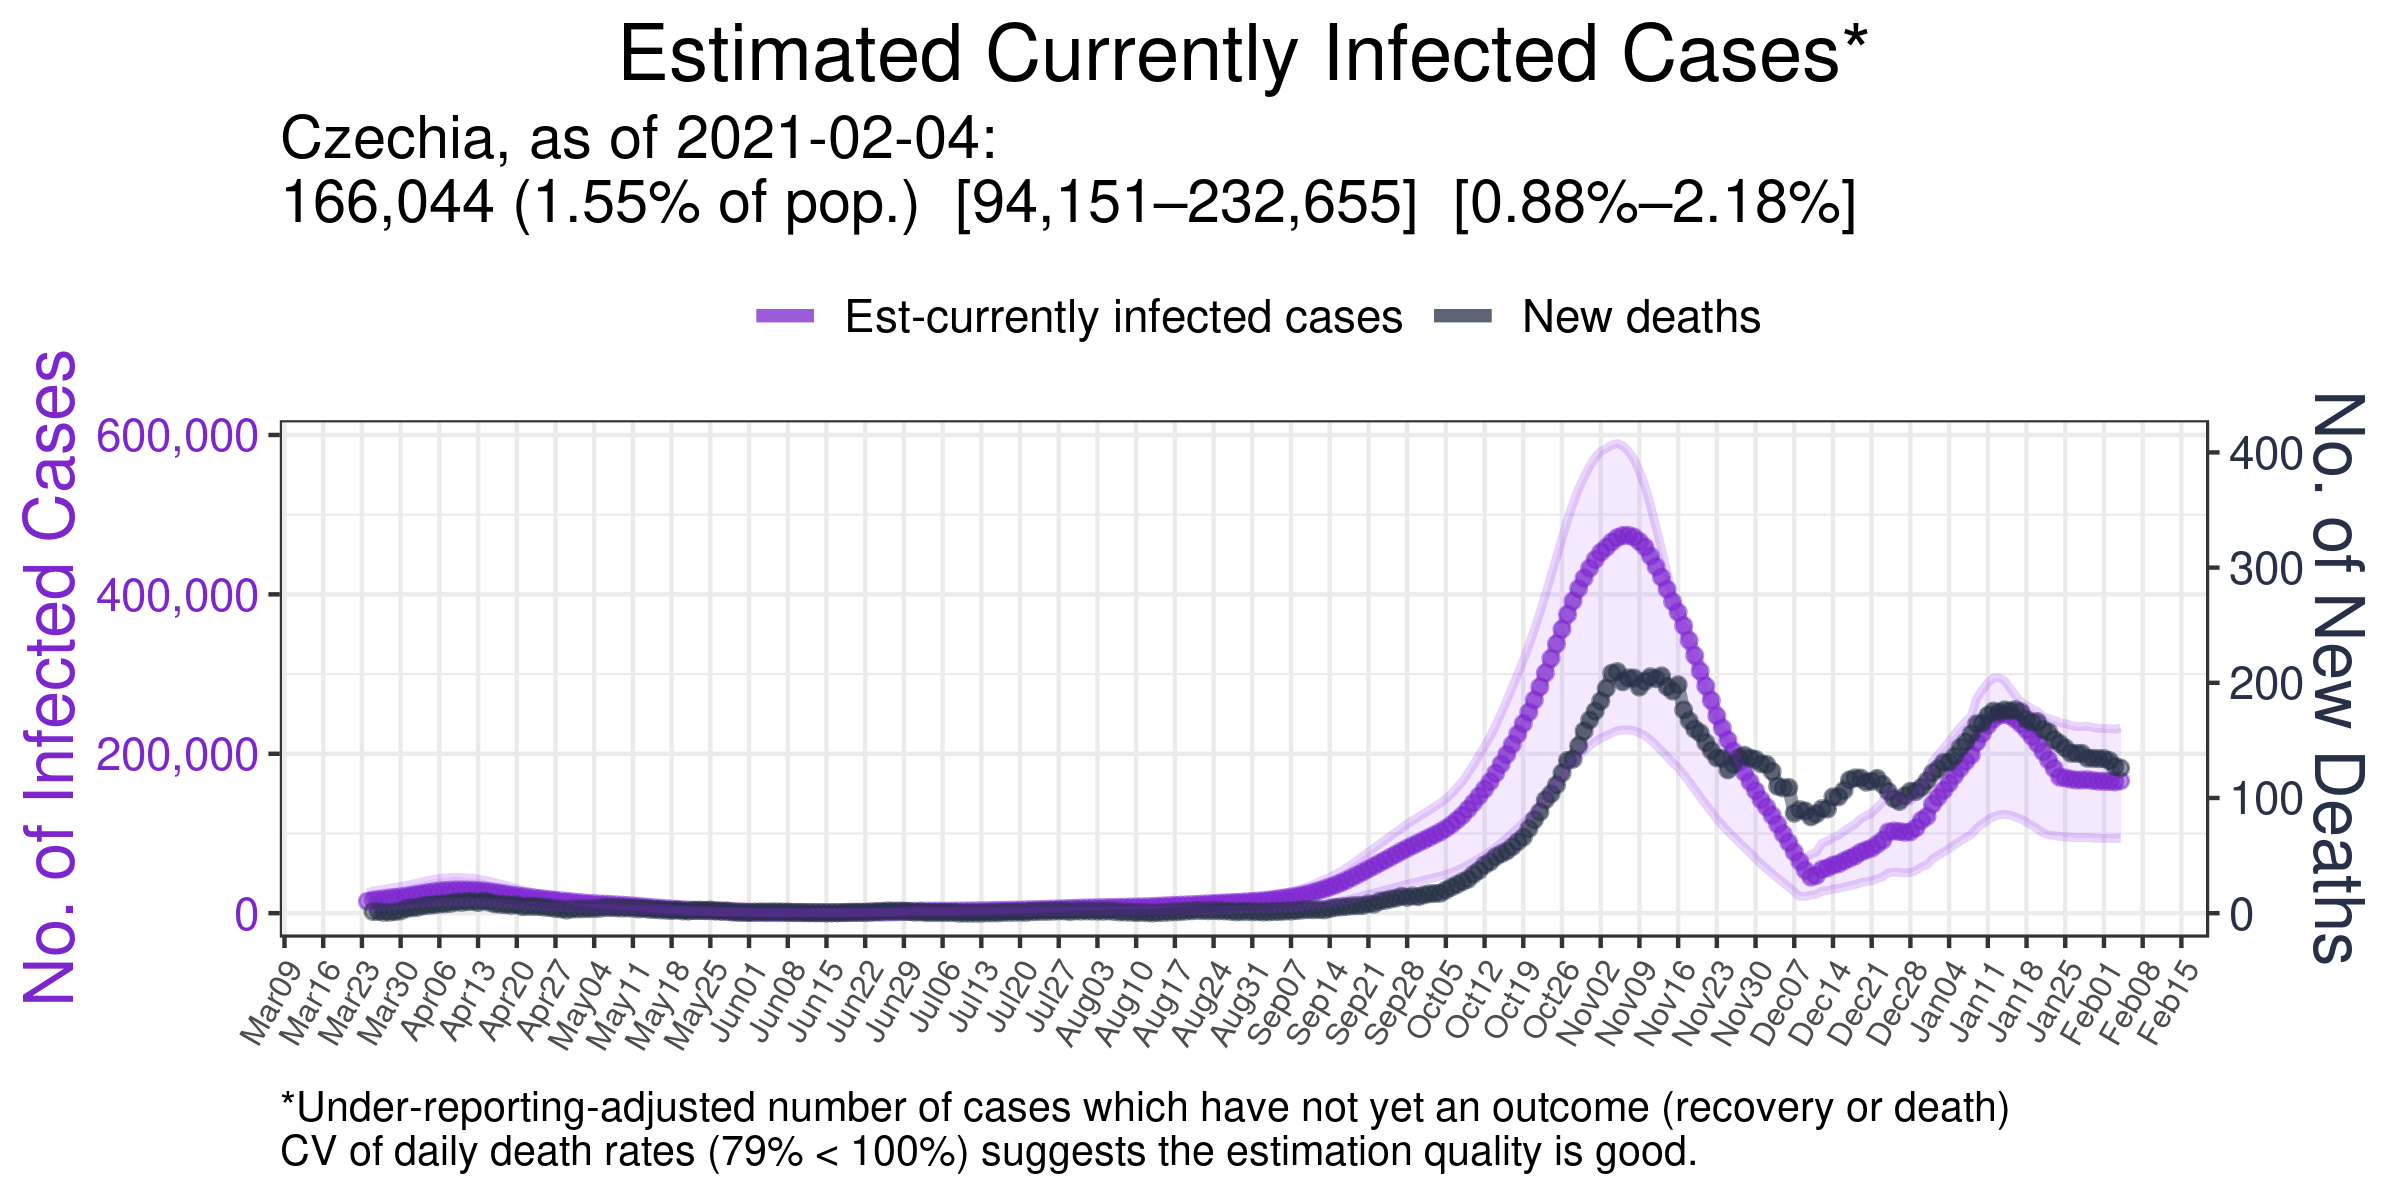 Estimated Currently Infected Cases*
Czechia, as of 2021-02-04:
166,044 (1.55% of pop.) [94,151–232,655] [0.88%–2.18%]
Est-currently infected cases New deaths
No. of Infected Cases
600,000
400,000
200,000
0
No. of New Deaths
400
300
200
100
0
Mar09 Mar16 Mar23 Mar30 Apr06 Apr13 Apr20 Apr27 May04 May11 May18 May25 Jun01 Jun08 Jun15 Jun22 Jun29 Jul06 Jul13 Jul20 Jul27 Aug03 Aug10 Aug17 Aug24 Aug31 Sep07 Sep14 Sep21 Sep28 Oct05 Oct12 Oct19 Oct26 Nov02 Nov09 Nov16 Nov23 Nov30 Dec07 Dec14 Dec21 Dec28 Jan04 Jan11 Jan18 Jan25 Feb01 Feb08 Feb15
*Under-reporting-adjusted number of cases which have not yet an outcome (recovery or death)
CV of daily death rates (79% < 100%) suggests the estimation quality is good.